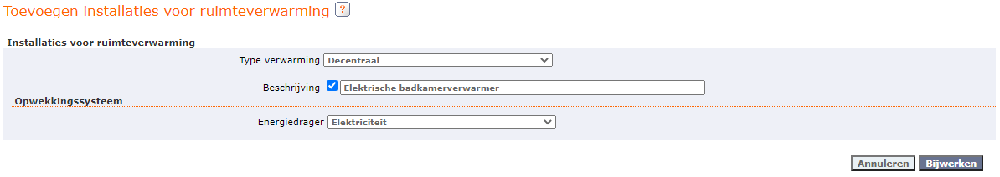 Toevoegen installaties voor ruimteverwarming ?
Installaties voor ruimteverwarming
Type verwarming Decentraal
Beschrijving Elektrische badkamerverwarmer
Opwekkingssysteem
Energiedrager Elektriciteit
Annuleren Bijwerken